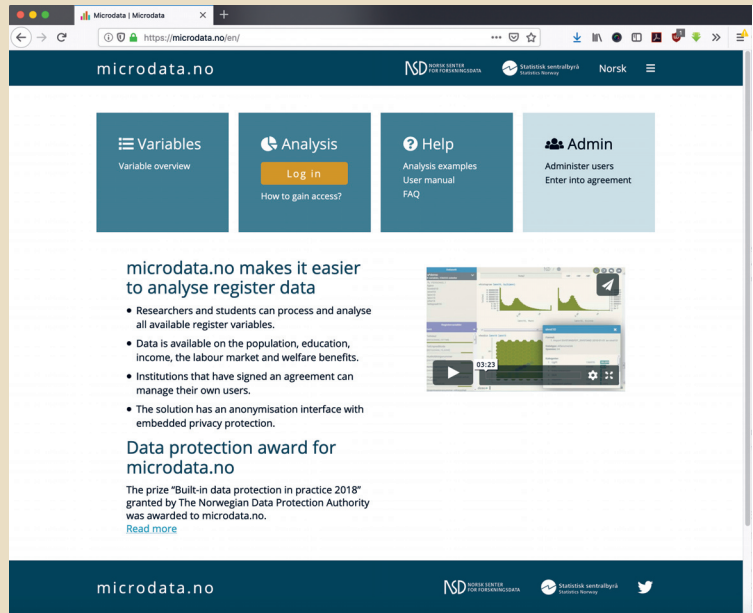 Microdata | Microdata
https://microdata.no/en/
1
microdata.no
NSD NORSK SENTER
FOR FORSKNINGSDATA
Statistisk sentralbyrå
Statistics Norway
Norsk
Variables
Variable overview
Analysis
Log in
How to gain access?
Help
Analysis examples
User manual
FAQ
Admin
Administer users
Enter into agreement
microdata.no makes it easier
to analyse register data
• Researchers and students can process and analyse
all available register variables.
• Data is available on the population, education,
income, the labour market and welfare benefits.
• Institutions that have signed an agreement can
manage their own users.
• The solution has an anonymisation interface with
embedded privacy protection.
03:23
Data protection award for
microdata.no
The prize “Built-in data protection in practice 2018”
granted by The Norwegian Data Protection Authority
was awarded to microdata.no.
Read more
microdata.no
NSD NORSK SENTER
FOR FORSKNINGSDATA
Statistisk sentralbyrå
Statistics Norway